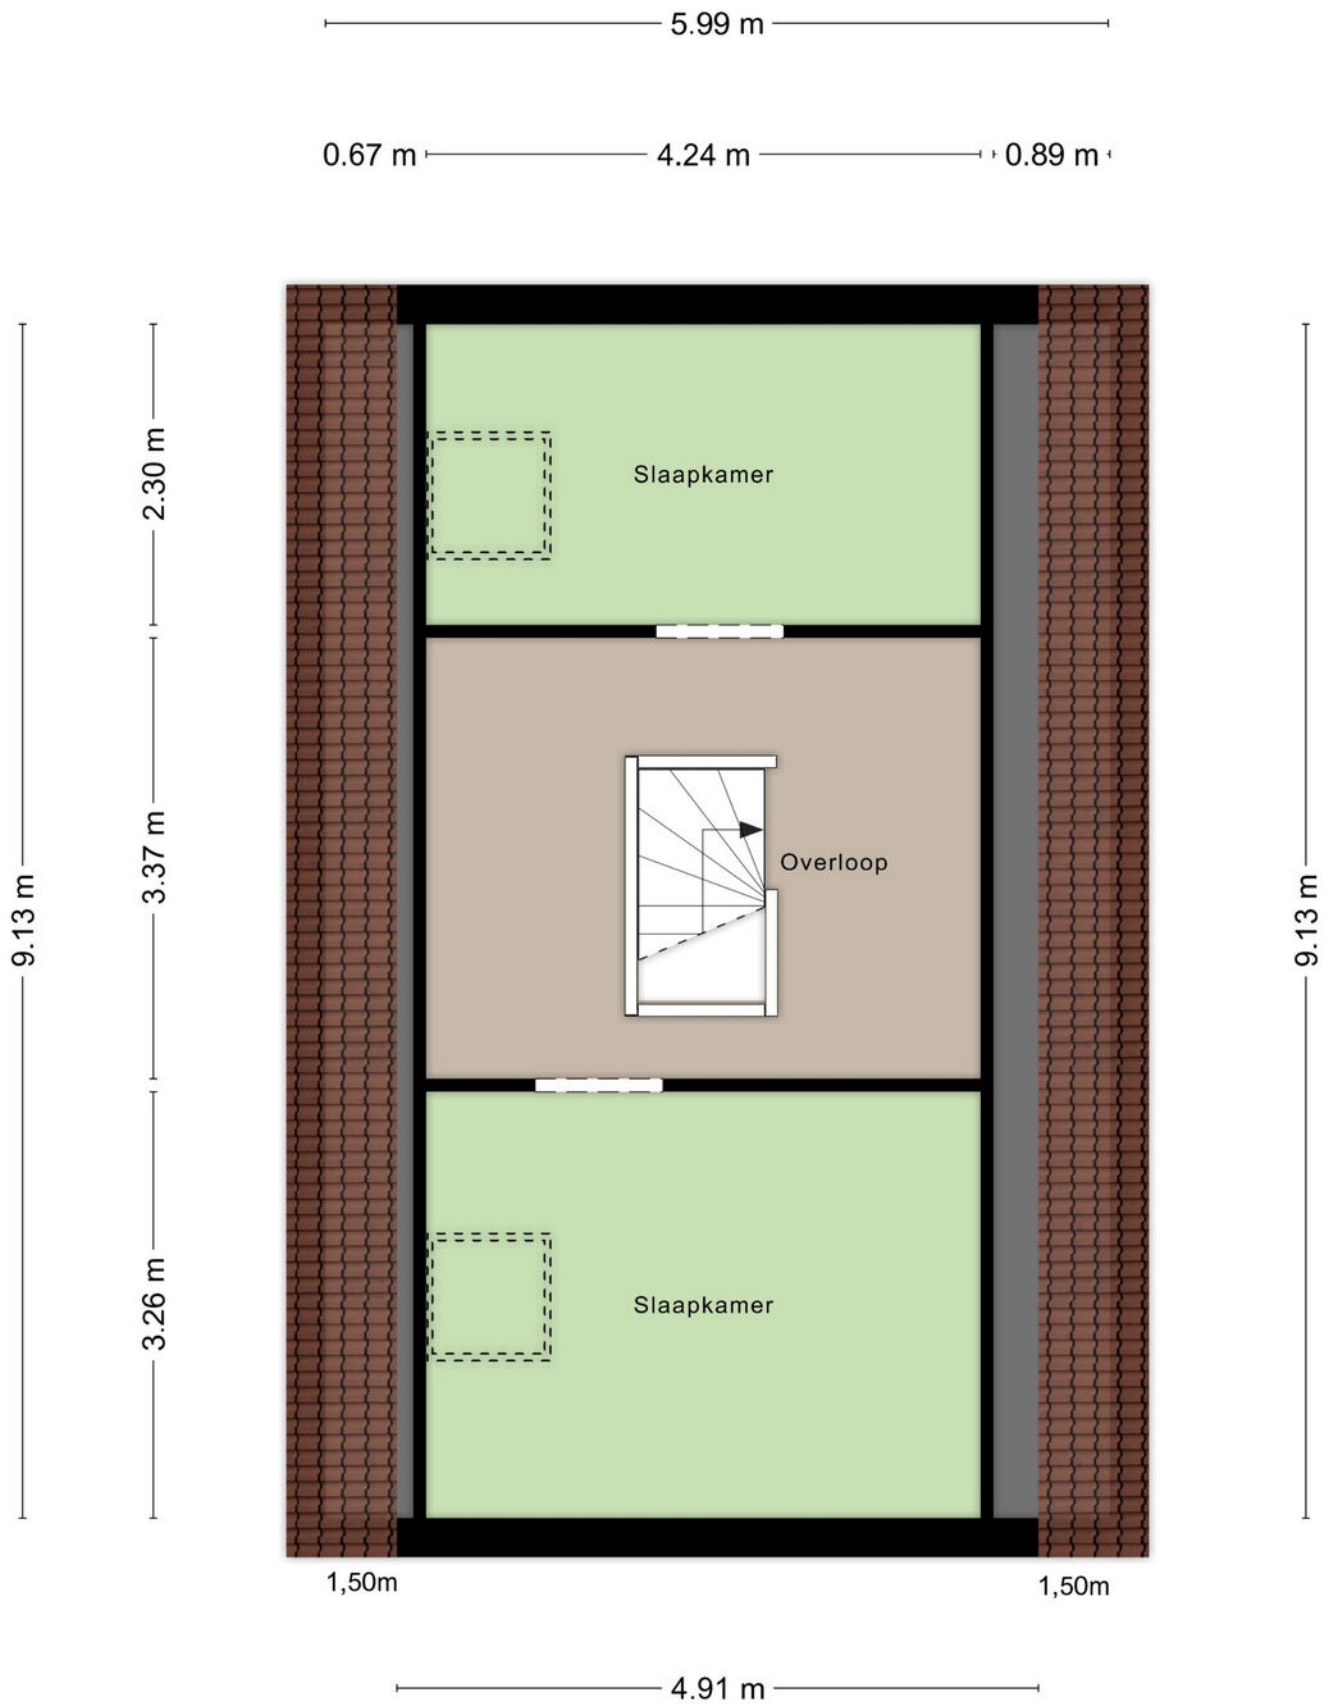 5.99 m
0.67 m
4.24 m
0.89 m
2.30 m
Slaapkamer
3.37 m
Overloop
9.13 m
9.13 m
3.26 m
Slaapkamer
1,50m
1,50m
4.91 m